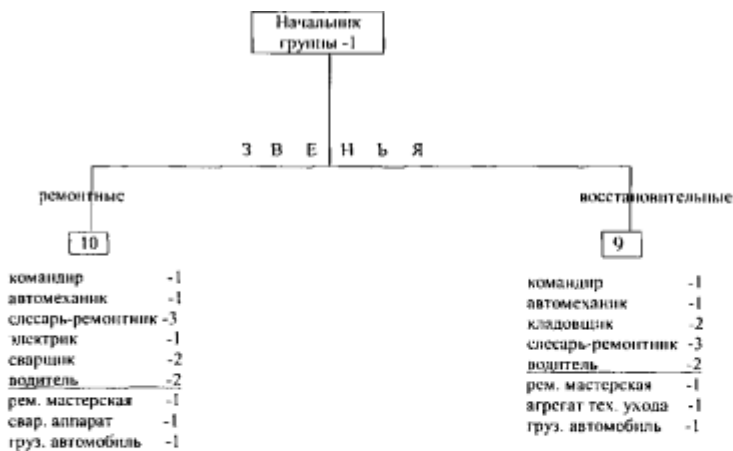 Начальник
группы -1
З В Е Н Ь Я
ремонтные
10
командир -1
автомеханик -1
слесарь-ремонтник -3
электрик -1
сварщик -2
водитель -2
рем. мастерская -1
свар. аппарат -1
груз. автомобиль -1
восстановительные
9
командир -1
автомеханик -1
кладовщик -2
слесарь-ремонтник -3
водитель -2
рем. мастерская -1
агрегат тех. ухода -1
груз. автомобиль -1